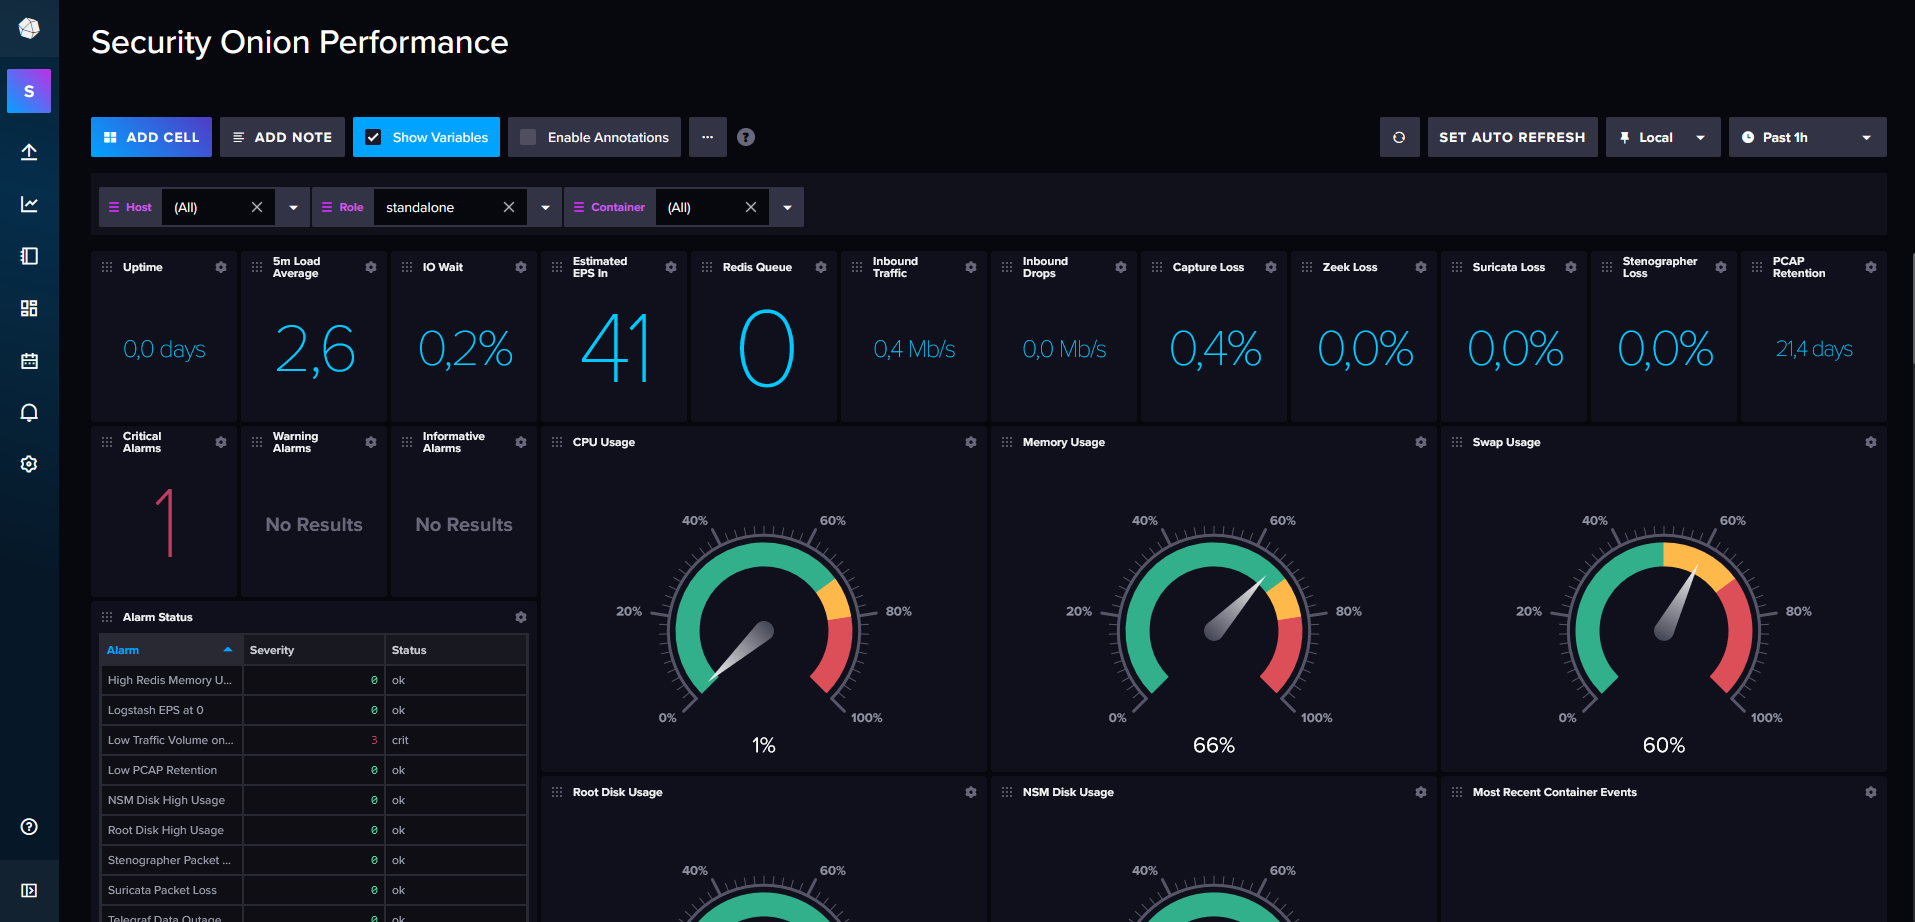 Security Onion Performance
S
ADD CELL
ADD NOTE
Show Variables
Enable Annotations
...
?
SET AUTO REFRESH
Local
Past 1h
Host
(All)
Role
standalone
Container
(All)
Uptime
0,0 days
5m Load
Average
2,6
IO Wait
0,2%
Estimated
EPS In
41
Redis Queue
0
Inbound
Traffic
0,4 Mb/s
Inbound
Drops
0,0 Mb/s
Capture Loss
0,4%
Zeek Loss
0,0%
Suricata Loss
0,0%
Stenographer
Loss
0,0%
PCAP
Retention
21,4 days
Critical
Alarms
1
Warning
Alarms
No Results
Informative
Alarms
No Results
CPU Usage
0%
20%
40%
60%
80%
100%
1%
Memory Usage
0%
20%
40%
60%
80%
100%
66%
Swap Usage
0%
20%
40%
60%
80%
100%
60%
Alarm Status
Alarm Severity Status
High Redis Memory U... 0 ok
Logstash EPS at 0 0 ok
Low Traffic Volume on... 3 crit
Low PCAP Retention 0 ok
NSM Disk High Usage 0 ok
Root Disk High Usage 0 ok
Stenographer Packet ... 0 ok
Suricata Packet Loss 0 ok
Telegraf Data Outage 0 ok
Root Disk Usage
40%
60%
NSM Disk Usage
40%
60%
Most Recent Container Events
?